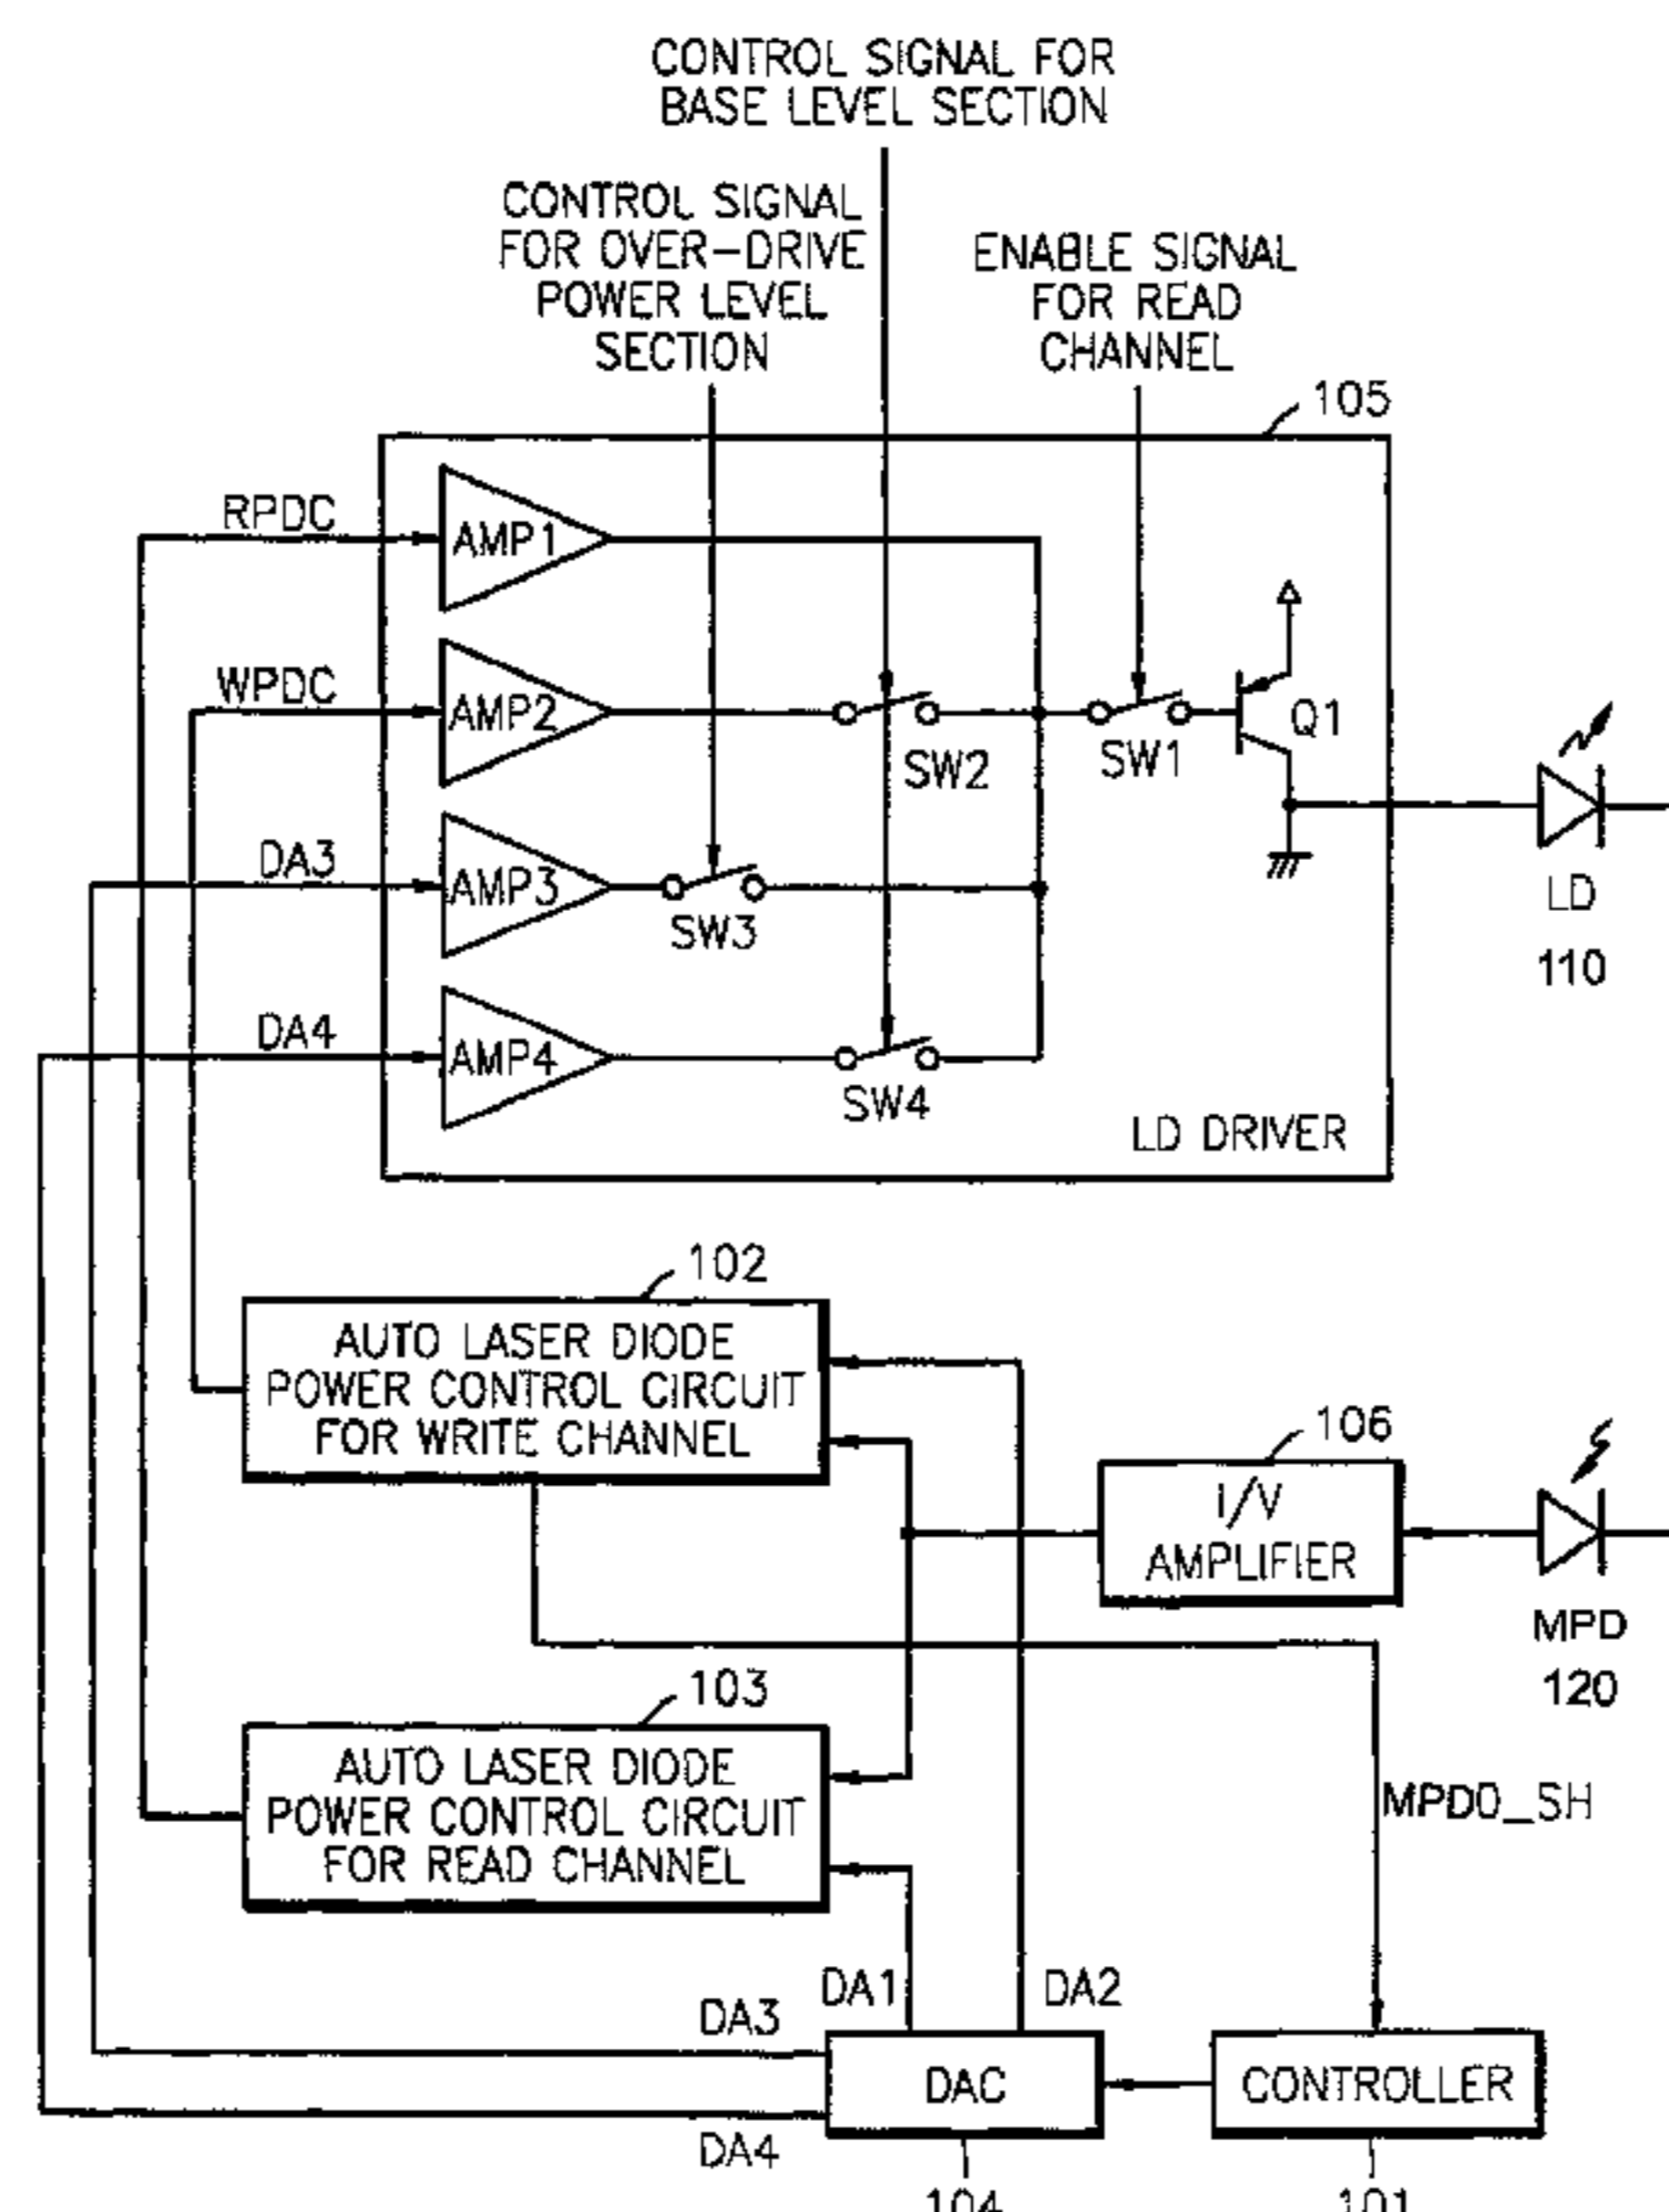 CONTROL SIGNAL FOR
BASE LEVEL SECTION
CONTROL SIGNAL
FOR OVER-DRIVE
POWER LEVEL
SECTION
ENABLE SIGNAL
FOR READ
CHANNEL
105
RPDC
AMP1
WPDC
AMP2
SW2
SW1
Q1
DA3
AMP3
SW3
LD
110
DA4
AMP4
SW4
LD DRIVER
102
AUTO LASER DIODE
POWER CONTROL CIRCUIT
FOR WRITE CHANNEL
106
I/V
AMPLIFIER
MPD
120
103
AUTO LASER DIODE
POWER CONTROL CIRCUIT
FOR READ CHANNEL
MPDO_SH
DA1
DA2
DA3
DAC
CONTROLLER
DA4
104
101